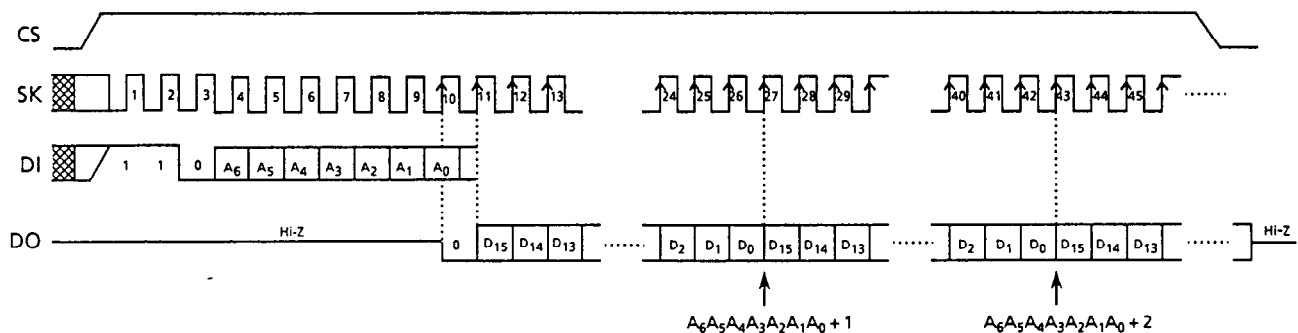 CS
SK 1 2 3 4 5 6 7 8 9 10 11 12 13 24 25 26 27 28 29 40 41 42 43 44 45
DI 1 1 0 A6 A5 A4 A3 A2 A1 A0
DO Hi-Z 0 D15 D14 D13 D2 D1 D0 D15 D14 D13 D2 D1 D0 D15 D14 D13 Hi-Z
A6A5A4A3A2A1A0 + 1 A6A5A4A3A2A1A0 + 2